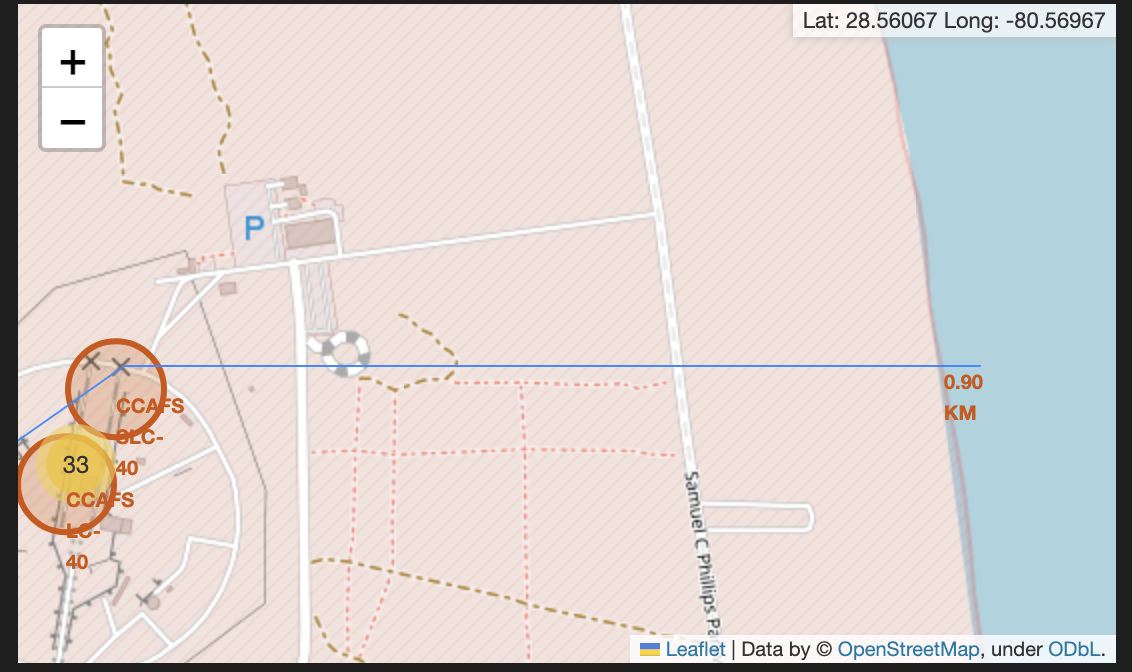 Lat: 28.56067 Long: -80.56967
+
−
P
0.90
KM
CCAFS
SLC-
40
33
CCAFS
LC-
40
Samuel C Phillips Pa
Leaflet | Data by © OpenStreetMap, under ODbL.